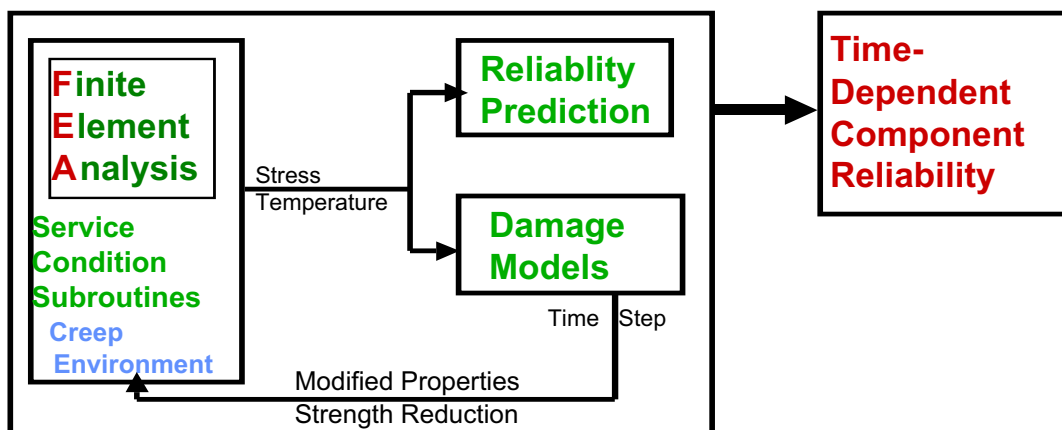 Finite
Element
Analysis
Service
Condition
Subroutines
Creep
Environment
Stress
Temperature
Reliablity
Prediction
Damage
Models
Time Step
Modified Properties
Strength Reduction
Time-
Dependent
Component
Reliability